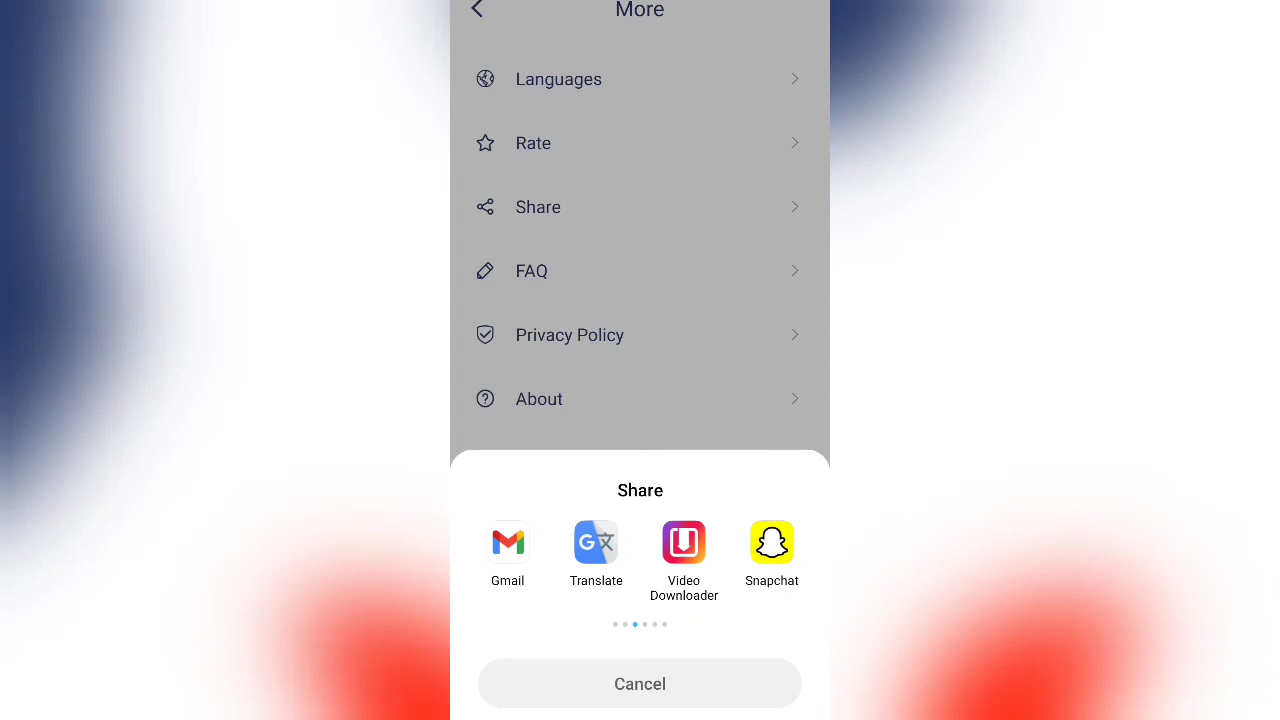 More
Languages
Rate
Share
FAQ
Privacy Policy
About
Share
Gmail
Translate
Video
Downloader
Snapchat
Cancel